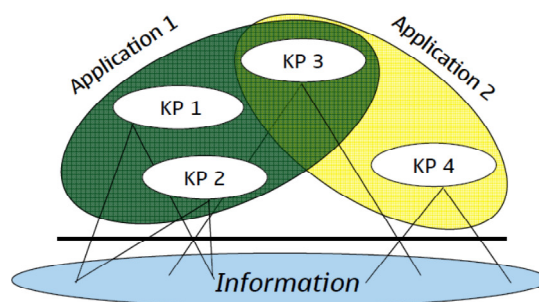 Application 1
Application 2
KP 3
KP 1
KP 2
KP 4
Information